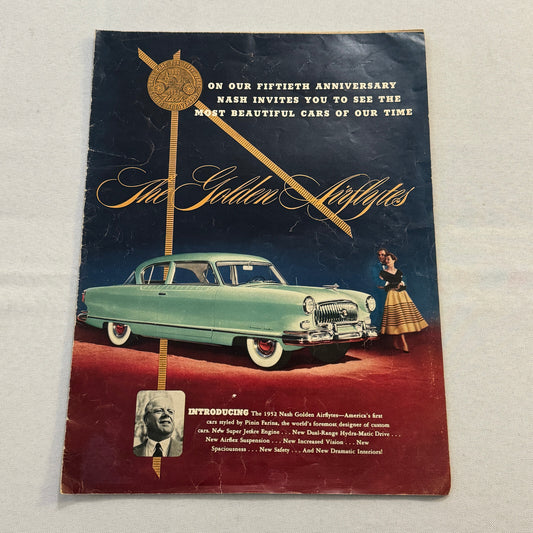 ON OUR FIFTIETH ANNIVERSARY
NASH INVITES YOU TO SEE THE
MOST BEAUTIFUL CARS OF OUR TIME
The Golden Airflytes
INTRODUCING The 1952 Nash Golden Airflytes—America's first
cars styled by Pinin Farina, the world's foremost designer of custom
cars. New Super Jetfire Engine . . . New Dual-Range Hydra-Matic Drive . . .
New Airflex Suspension . . . New Increased Vision . . . New
Spaciousness . . . New Safety . . . And New Dramatic Interiors!